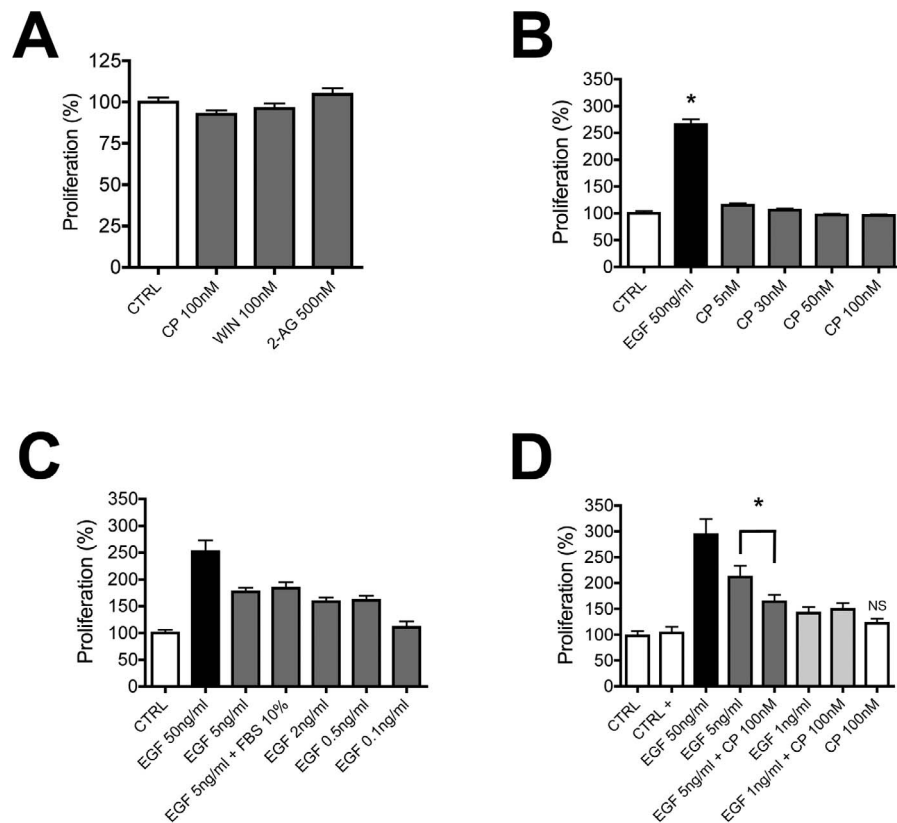 A
Proliferation (%)
125
100
75
50
25
0
CTRL
CP 100nM
WIN 100nM
2-AG 500nM
B
Proliferation (%)
350
300
250
200
150
100
50
0
*
CTRL
EGF 50ng/ml
CP 5nM
CP 30nM
CP 50nM
CP 100nM
C
Proliferation (%)
350
300
250
200
150
100
50
0
CTRL
EGF 50ng/ml
EGF 5ng/ml
EGF 5ng/ml + FBS 10%
EGF 2ng/ml
EGF 0.5ng/ml
EGF 0.1ng/ml
D
Proliferation (%)
350
300
250
200
150
100
50
0
*
NS
CTRL
CTRL +
EGF 50ng/ml
EGF 5ng/ml
EGF 5ng/ml + CP 100nM
EGF 1ng/ml
EGF 1ng/ml + CP 100nM
CP 100nM